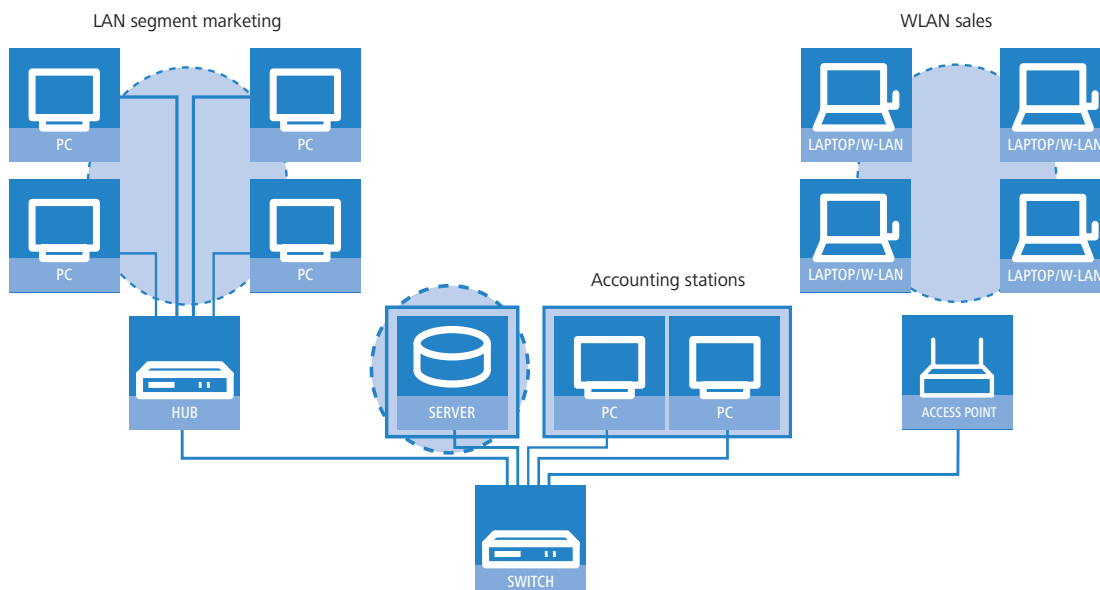 LAN segment marketing
WLAN sales
PC
PC
LAPTOP/W-LAN
LAPTOP/W-LAN
PC
PC
LAPTOP/W-LAN
LAPTOP/W-LAN
Accounting stations
HUB
SERVER
PC
PC
ACCESS POINT
SWITCH